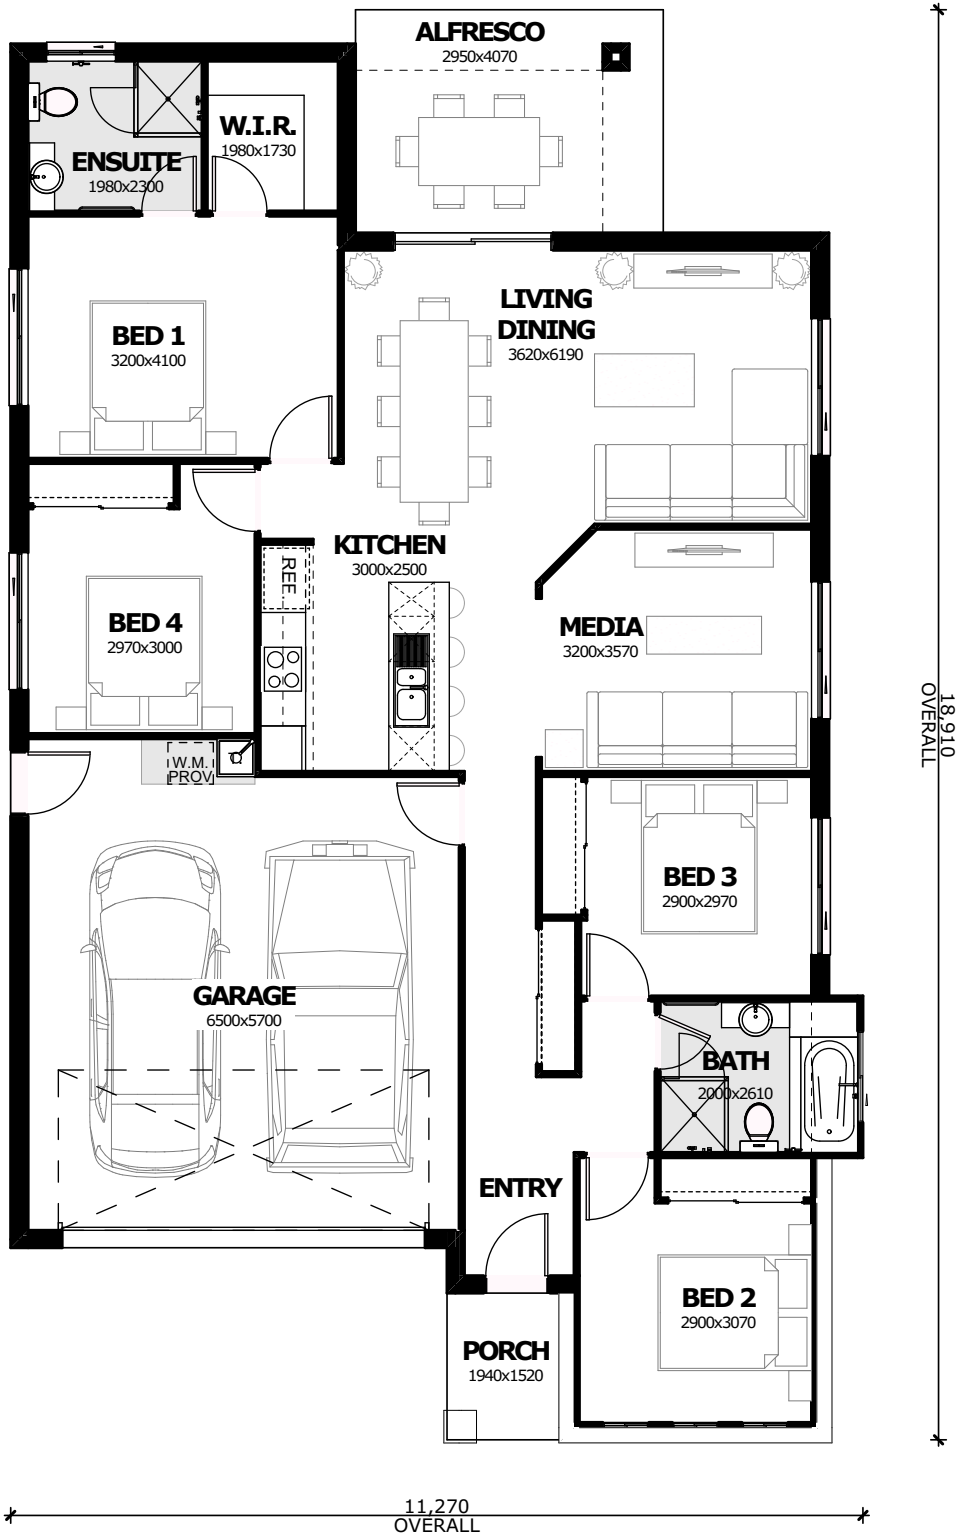 ALFRESCO
2950x4070
W.I.R.
1980x1730
ENSUITE
1980x2300
LIVING
DINING
3620x6190
BED 1
3200x4100
KITCHEN
3000x2500
REF
BED 4
2970x3000
MEDIA
3200x3570
18,910
OVERALL
W.M.
PROV
BED 3
2900x2970
GARAGE
6500x5700
BATH
2000x2610
ENTRY
BED 2
2900x3070
PORCH
1940x1520
11,270
OVERALL